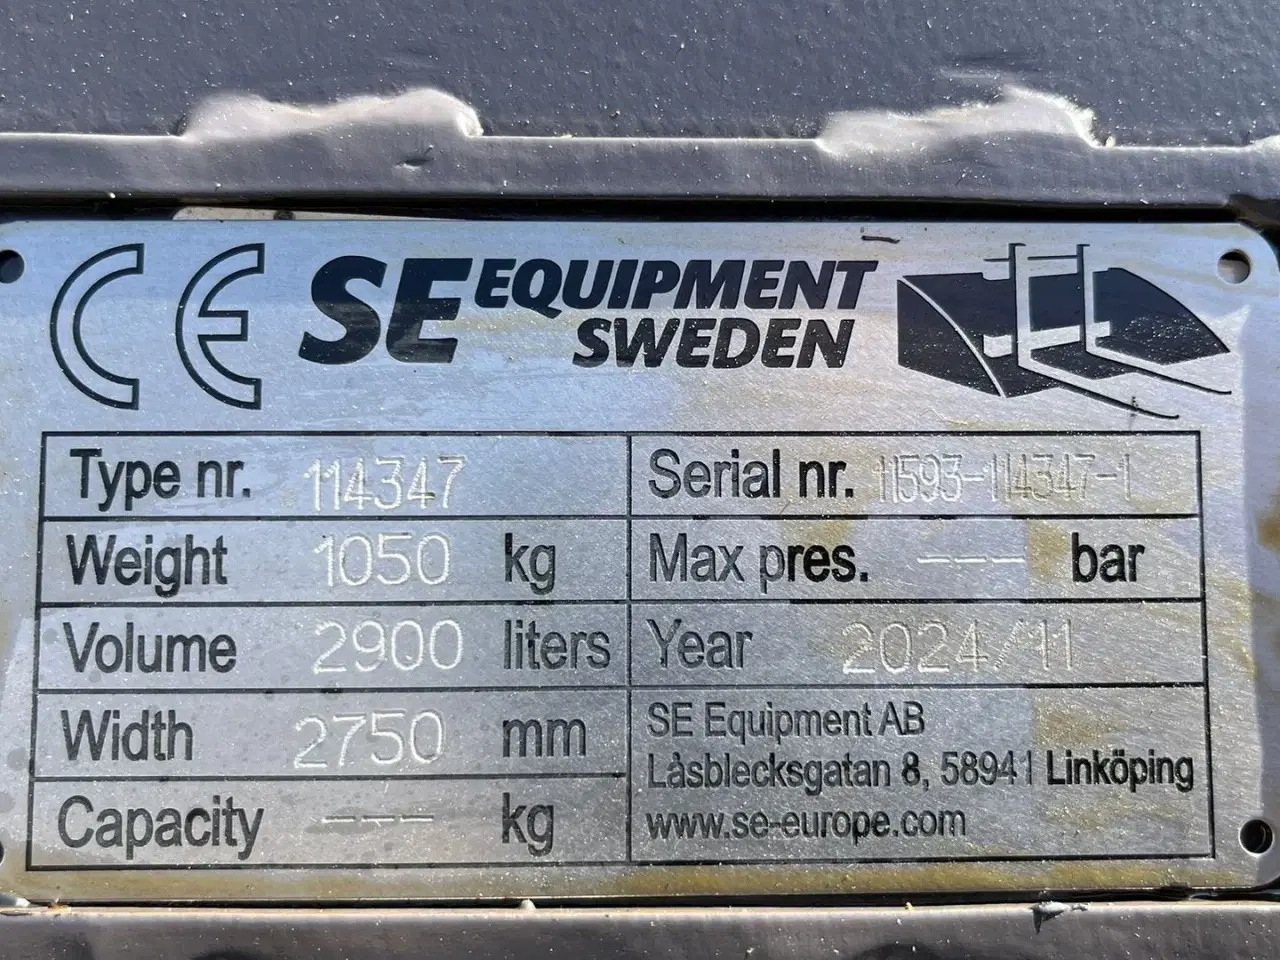 CE SE EQUIPMENT
SWEDEN
Type nr. 114347
Serial nr. 11593-114347-1
Weight 1050 kg
Max pres. --- bar
Volume 2900 liters
Year 2024/11
Width 2750 mm
Capacity --- kg
SE Equipment AB
Låsblecksgatan 8, 58941 Linköping
www.se-europe.com